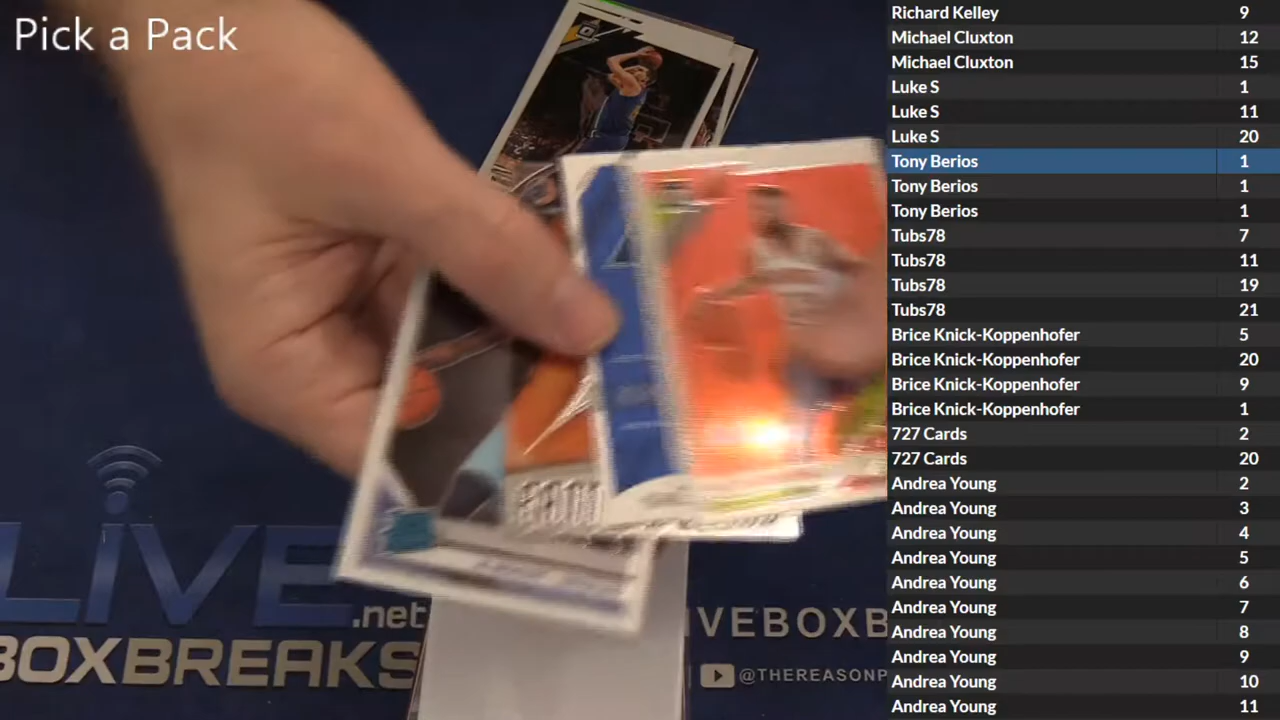 Pick a Pack
Richard Kelley 9
Michael Cluxton 12
Michael Cluxton 15
Luke S 1
Luke S 11
Luke S 20
Tony Berios 1
Tony Berios 1
Tony Berios 1
Tubs78 7
Tubs78 11
Tubs78 19
Tubs78 21
Brice Knick-Koppenhofer 5
Brice Knick-Koppenhofer 20
Brice Knick-Koppenhofer 9
Brice Knick-Koppenhofer 1
727 Cards 2
727 Cards 20
Andrea Young 2
Andrea Young 3
Andrea Young 4
Andrea Young 5
Andrea Young 6
Andrea Young 7
Andrea Young 8
Andrea Young 9
Andrea Young 10
Andrea Young 11
LIVE.net
BOXBREAKS
IVEBOXB
@THEREASONP